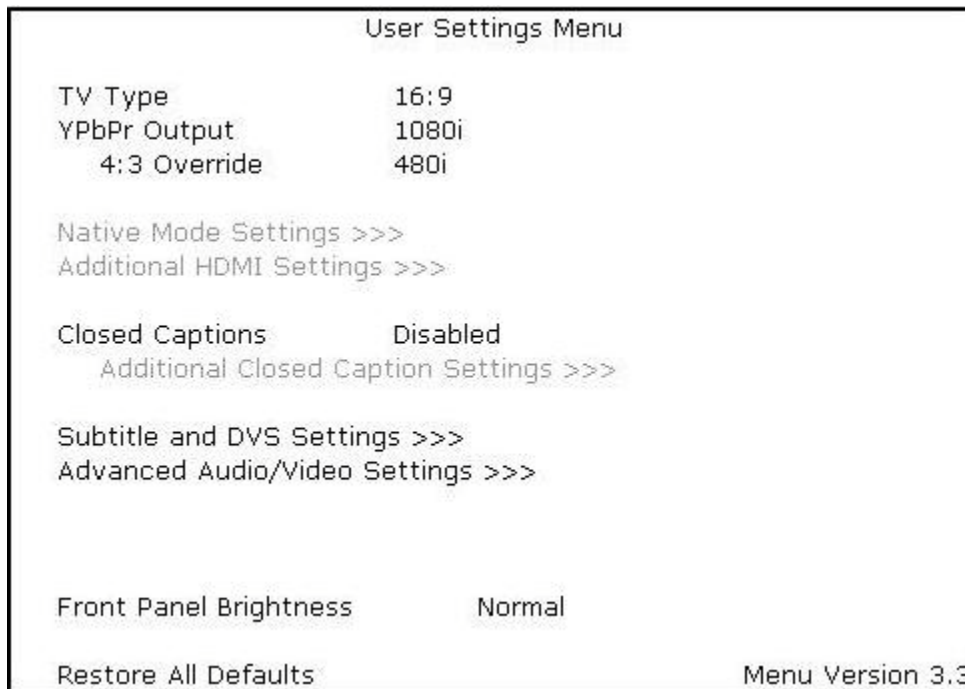 User Settings Menu
TV Type 16:9
YPbPr Output 1080i
4:3 Override 480i
Native Mode Settings >>>
Additional HDMI Settings >>>
Closed Captions Disabled
Additional Closed Caption Settings >>>
Subtitle and DVS Settings >>>
Advanced Audio/Video Settings >>>
Front Panel Brightness Normal
Restore All Defaults Menu Version 3.3